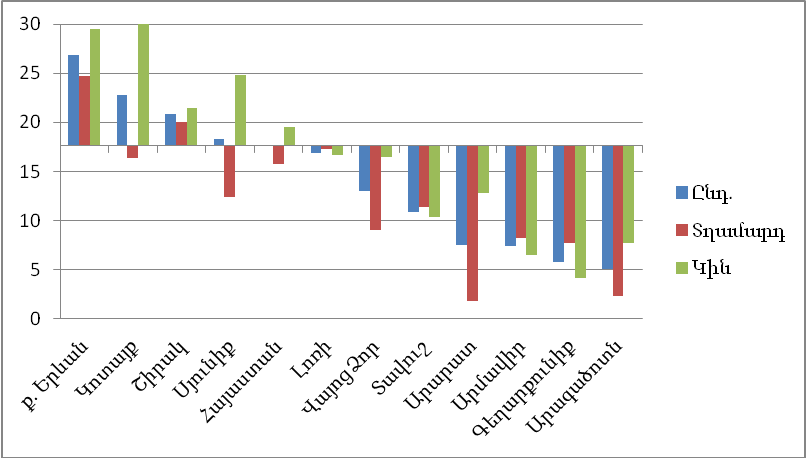 30
25
20
15
10
5
0
ք. Երևան
Կոտայք
Շիրակ
Սյունիք
Հայաստան
Լոռի
Վայոց Ձոր
Տավուշ
Արարատ
Արմավիր
Գեղարքունիք
Արագածոտն
Ընդ.
Տղամարդ
Կին